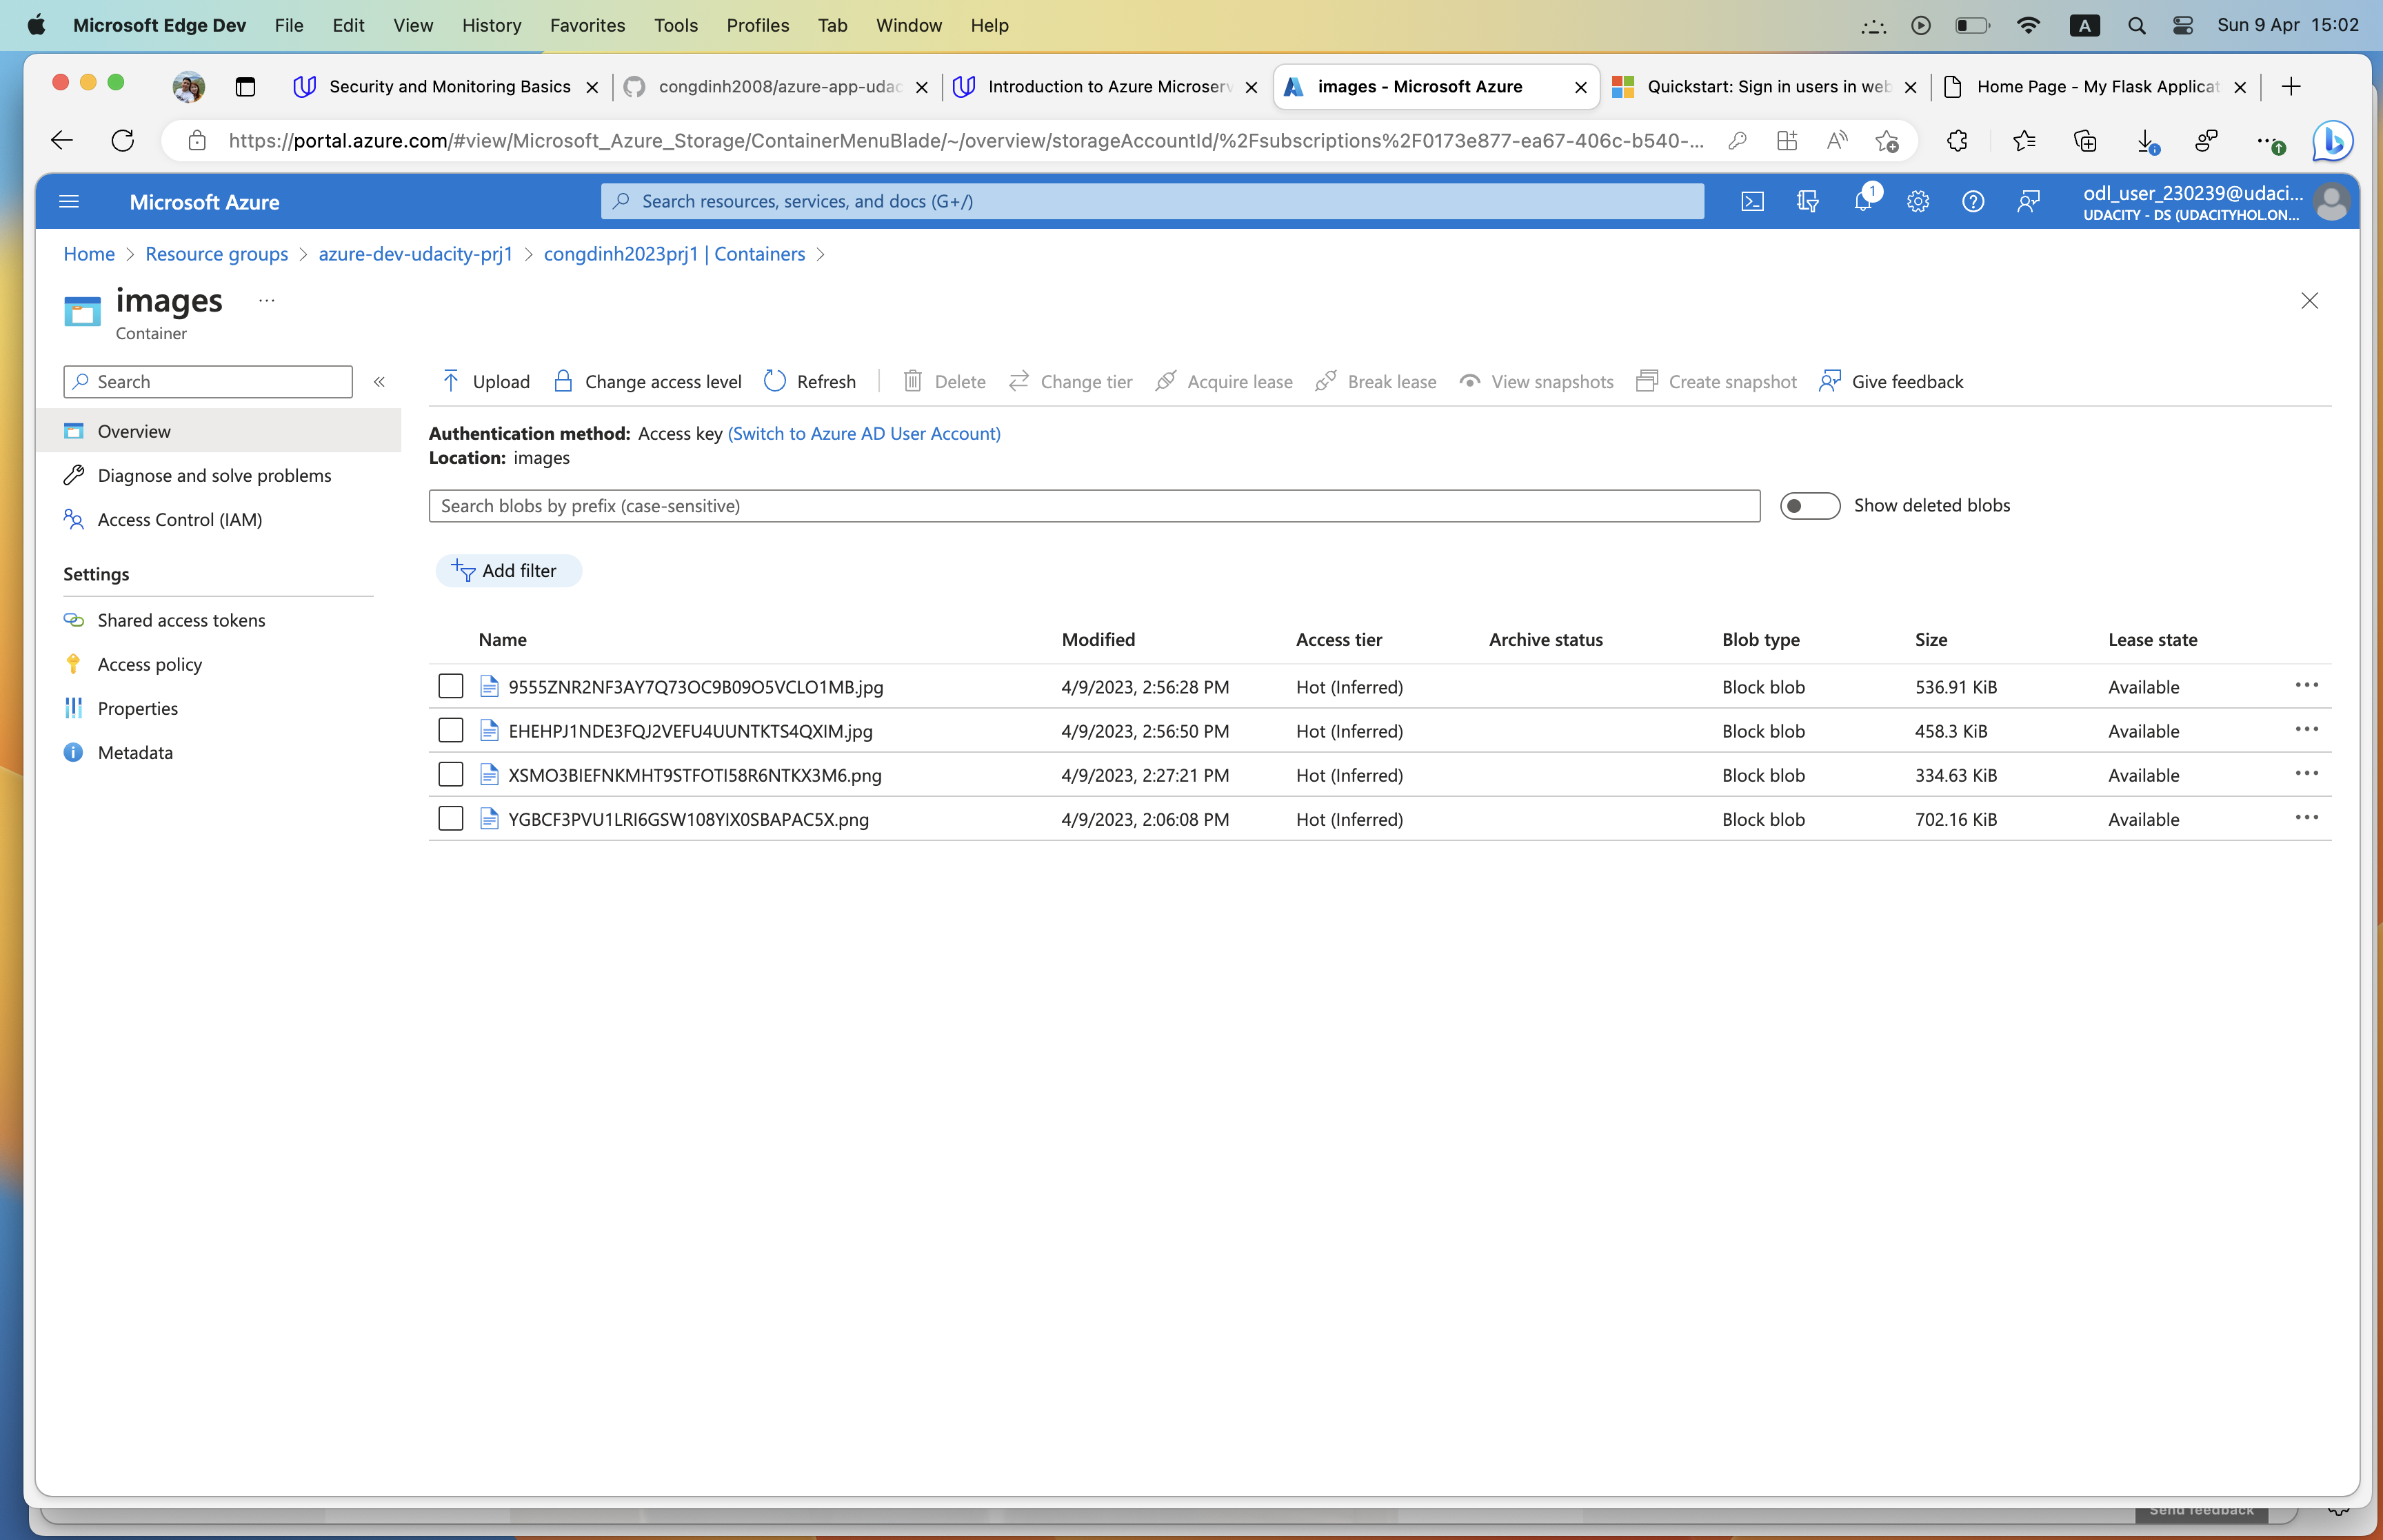 Microsoft Edge Dev File Edit View History Favorites Tools Profiles Tab Window Help A Sun 9 Apr 15:02
Security and Monitoring Basics congdinh2008/azure-app-udac Introduction to Azure Microserv images - Microsoft Azure Quickstart: Sign in users in web Home Page - My Flask Applicat
https://portal.azure.com/#view/Microsoft_Azure_Storage/ContainerMenuBlade/~/overview/storageAccountId/%2Fsubscriptions%2F0173e877-ea67-406c-b540-...
Microsoft Azure Search resources, services, and docs (G+/) 1 odl_user_230239@udaci...
UDACITY - DS (UDACITYHOL.ON...
Home > Resource groups > azure-dev-udacity-prj1 > congdinh2023prj1 | Containers >
images ...
Container
Search « Upload Change access level Refresh Delete Change tier Acquire lease Break lease View snapshots Create snapshot Give feedback
Overview
Diagnose and solve problems
Access Control (IAM)
Settings
Shared access tokens
Access policy
Properties
Metadata
Authentication method: Access key (Switch to Azure AD User Account)
Location: images
Search blobs by prefix (case-sensitive) Show deleted blobs
Add filter
Name Modified Access tier Archive status Blob type Size Lease state
9555ZNR2NF3AY7Q73OC9B09O5VCLO1MB.jpg 4/9/2023, 2:56:28 PM Hot (Inferred) Block blob 536.91 KiB Available ...
EHEHPJ1NDE3FQJ2VEFU4UUNTKTS4QXIM.jpg 4/9/2023, 2:56:50 PM Hot (Inferred) Block blob 458.3 KiB Available ...
XSMO3BIEFNKMHT9STFOTI58R6NTKX3M6.png 4/9/2023, 2:27:21 PM Hot (Inferred) Block blob 334.63 KiB Available ...
YGBCF3PVU1LRI6GSW108YIX0SBAPAC5X.png 4/9/2023, 2:06:08 PM Hot (Inferred) Block blob 702.16 KiB Available ...
Send feedback